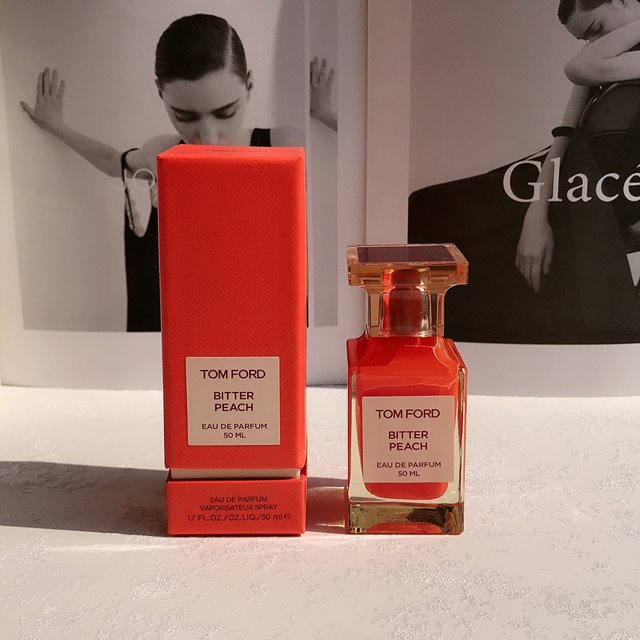 JO
Glacé
TOM FORD
BITTER
PEACH
EAU DE PARFUM
50 ML
EAU DE PARFUM
VAPORISATEUR SPRAY
1.7 FL.OZ./OZ.LIQ./50 ml e
TOM FORD
BITTER
PEACH
EAU DE PARFUM
50 ML